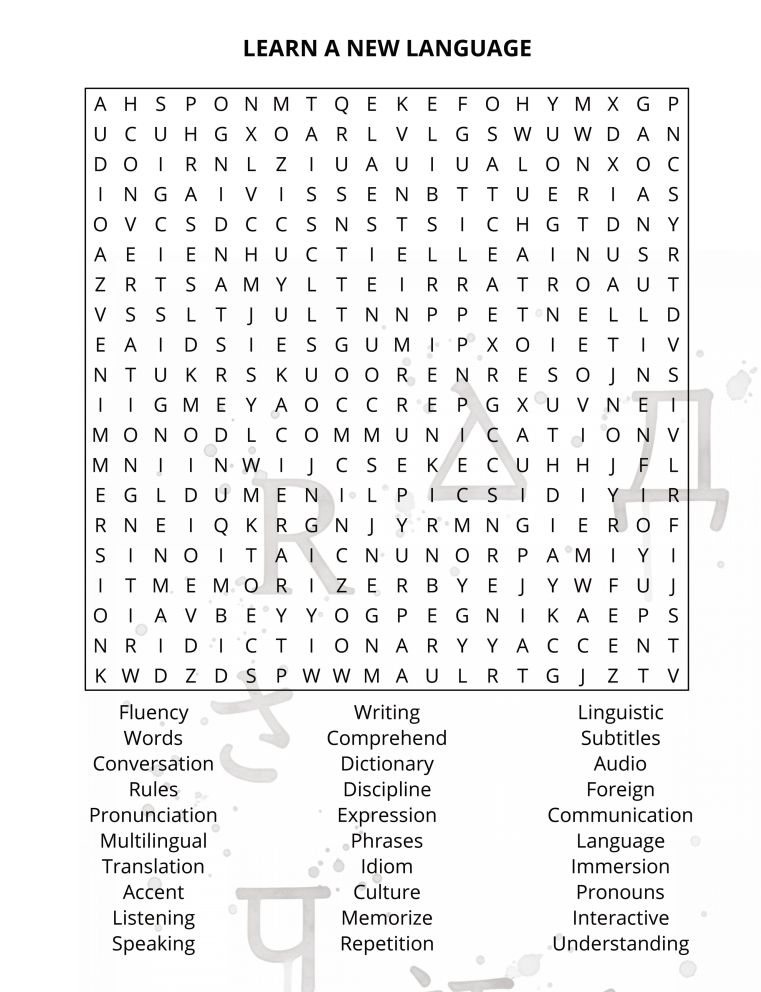 LEARN A NEW LANGUAGE
A H S P O N M T Q E K E F O H Y M X G P
U C U H G X O A R L V L G S W U W D A N
D O I R N L Z I U A U I U A L O N X O C
I N G A I V I S S E N B T T U E R I A S
O V C S D C C S N S T S I C H G T D N Y
A E I E N H U C T I E L L E A I N U S R
Z R T S A M Y L T E I R R A T R O A U T
V S S L T J U L T N N P P E T N E L L D
E A I D S I E S G U M I P X O I E T I V
N T U K R S K U O O R E N R E S O J N S
I I G M E Y A O C C R E P G X U V N E I
M O N O D L C O M M U N I C A T I O N V
M N I I N W I J C S E K E C U H H J F L
E G L D U M E N I L P I C S I D I Y I R
R N E I Q K R G N J Y R M N G I E R O F
S I N O I T A I C N U N O R P A M I Y I
I T M E M O R I Z E R B Y E J Y W F U J
O I A V B E Y Y O G P E G N I K A E P S
N R I D I C T I O N A R Y Y A C C E N T
K W D Z D S P W W M A U L R T G J Z T V
Fluency Writing Linguistic
Words Comprehend Subtitles
Conversation Dictionary Audio
Rules Discipline Foreign
Pronunciation Expression Communication
Multilingual Phrases Language
Translation Idiom Immersion
Accent Culture Pronouns
Listening Memorize Interactive
Speaking Repetition Understanding